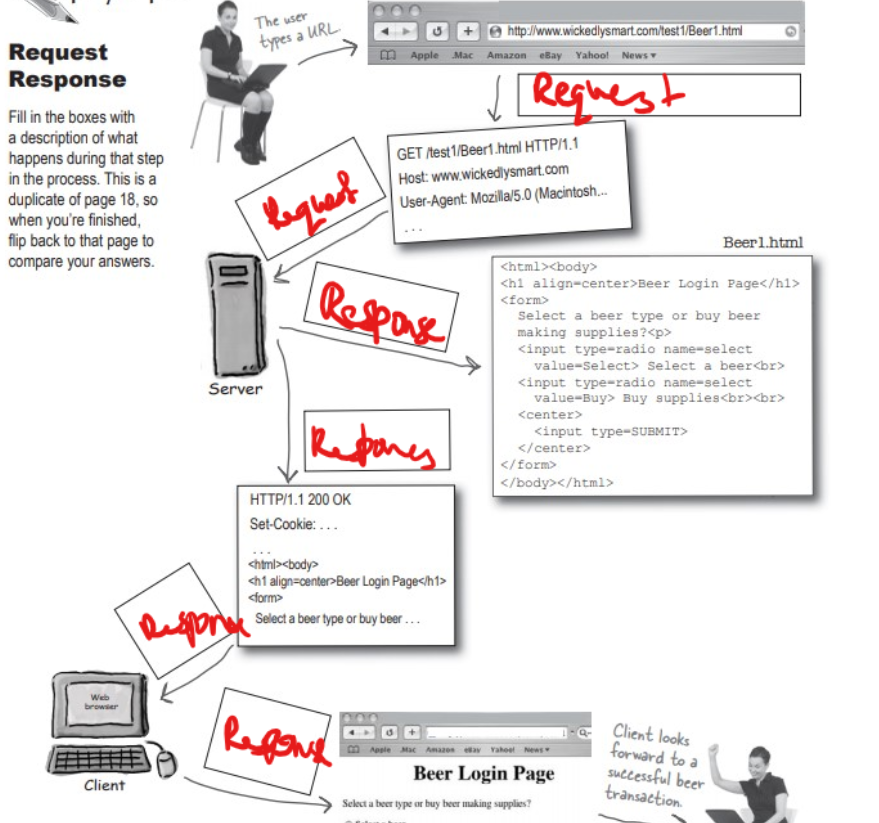 The user
types a URL.
http://www.wickedlysmart.com/test1/Beer1.html
Apple .Mac Amazon eBay Yahoo! News ▾
Request
Response
Fill in the boxes with
a description of what
happens during that step
in the process. This is a
duplicate of page 18, so
when you're finished,
flip back to that page to
compare your answers.
Request
GET /test1/Beer1.html HTTP/1.1
Host: www.wickedlysmart.com
User-Agent: Mozilla/5.0 (Macintosh...
. . .
Request
Server
Response
Beer1.html
<html><body>
<h1 align=center>Beer Login Page</h1>
<form>
Select a beer type or buy beer
making supplies?<p>
<input type=radio name=select
value=Select> Select a beer<br>
<input type=radio name=select
value=Buy> Buy supplies<br><br>
<center>
<input type=SUBMIT>
</center>
</form>
</body></html>
HTTP/1.1 200 OK
Set-Cookie: . . .
. . .
<html><body>
<h1 align=center>Beer Login Page</h1>
<form>
Select a beer type or buy beer . . .
Web
browser
Client
Response
Apple .Mac Amazon eBay Yahoo! News ▾
Beer Login Page
Select a beer type or buy beer making supplies?
Client looks
forward to a
successful beer
transaction.